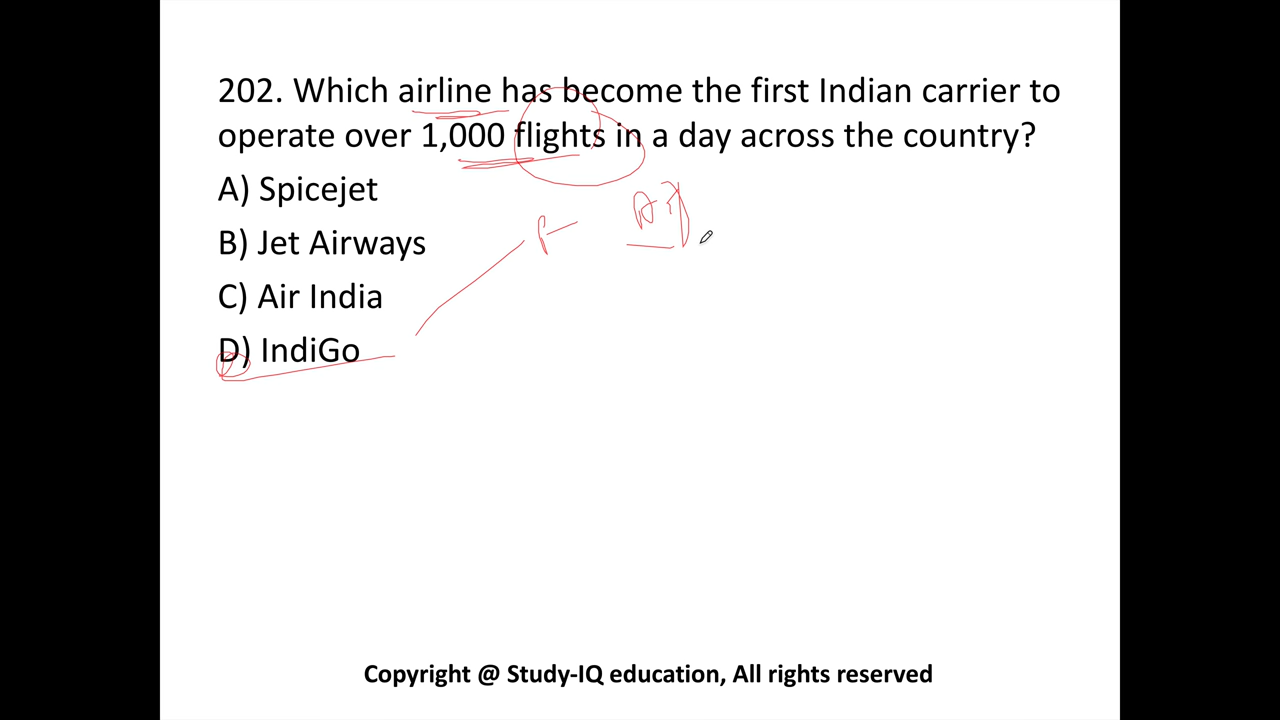 202. Which airline has become the first Indian carrier to
operate over 1,000 flights in a day across the country?
A) Spicejet
B) Jet Airways
C) Air India
D) IndiGo
Copyright @ Study-IQ education, All rights reserved